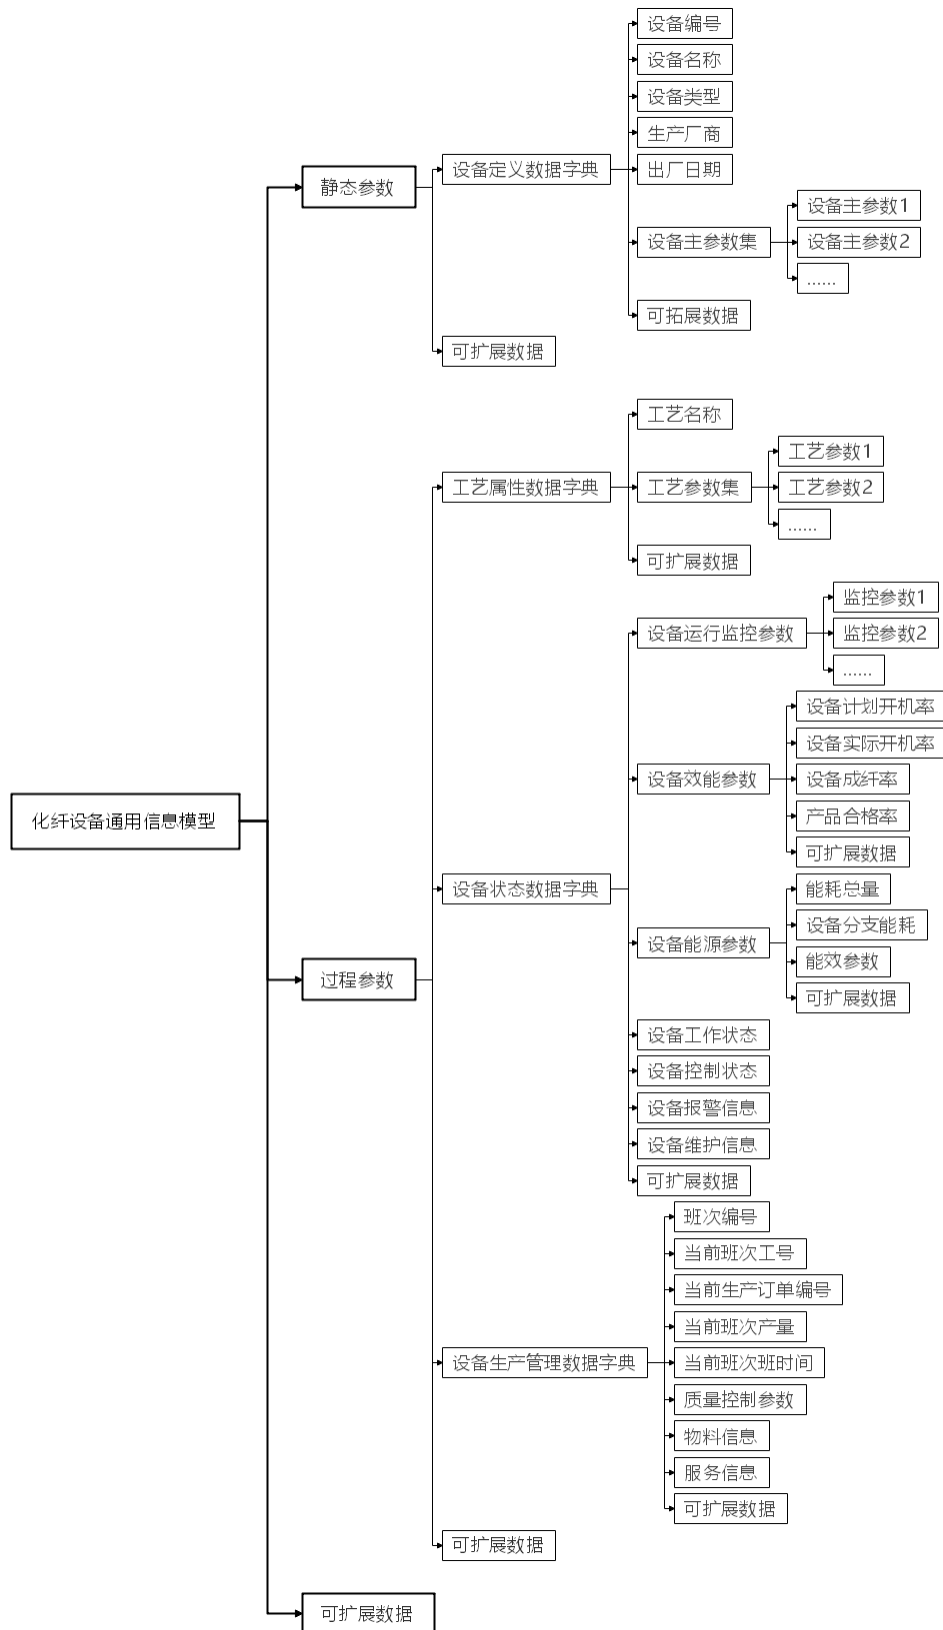 设备编号
设备名称
设备类型
生产厂商
设备定义数据字典
出厂日期
静态参数
设备主参数1
设备主参数集
设备主参数2
......
可拓展数据
可扩展数据
工艺名称
工艺参数1
工艺属性数据字典
工艺参数集
工艺参数2
......
可扩展数据
监控参数1
设备运行监控参数
监控参数2
......
设备计划开机率
设备实际开机率
设备效能参数
设备成纤率
产品合格率
化纤设备通用信息模型
可扩展数据
设备状态数据字典
能耗总量
设备分支能耗
设备能源参数
能效参数
过程参数
可扩展数据
设备工作状态
设备控制状态
设备报警信息
设备维护信息
可扩展数据
班次编号
当前班次工号
当前生产订单编号
当前班次产量
设备生产管理数据字典
当前班次班时间
质量控制参数
物料信息
服务信息
可扩展数据
可扩展数据
可扩展数据